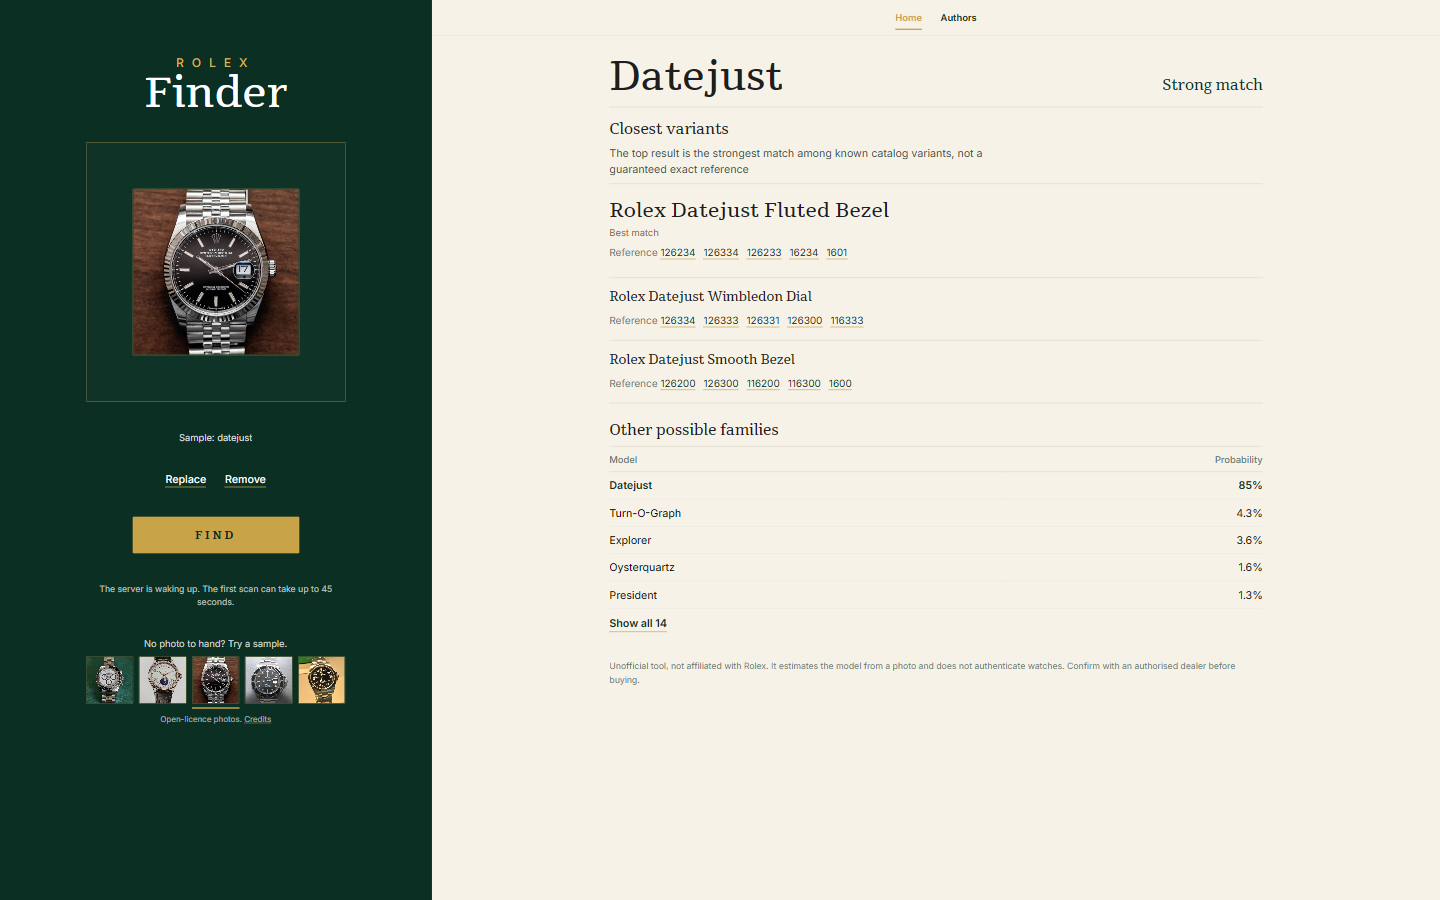 ROLEX
Finder
17
Sample: datejust
Replace Remove
FIND
The server is waking up. The first scan can take up to 45
seconds.
No photo to hand? Try a sample.
Open-licence photos. Credits
Home Authors
Datejust
Strong match
Closest variants
The top result is the strongest match among known catalog variants, not a
guaranteed exact reference
Rolex Datejust Fluted Bezel
Best match
Reference 126234 126334 126233 16234 1601
Rolex Datejust Wimbledon Dial
Reference 126334 126333 126331 126300 116333
Rolex Datejust Smooth Bezel
Reference 126200 126300 116200 116300 1600
Other possible families
Model Probability
Datejust 85%
Turn-O-Graph 4.3%
Explorer 3.6%
Oysterquartz 1.6%
President 1.3%
Show all 14
Unofficial tool, not affiliated with Rolex. It estimates the model from a photo and does not authenticate watches. Confirm with an authorised dealer before
buying.